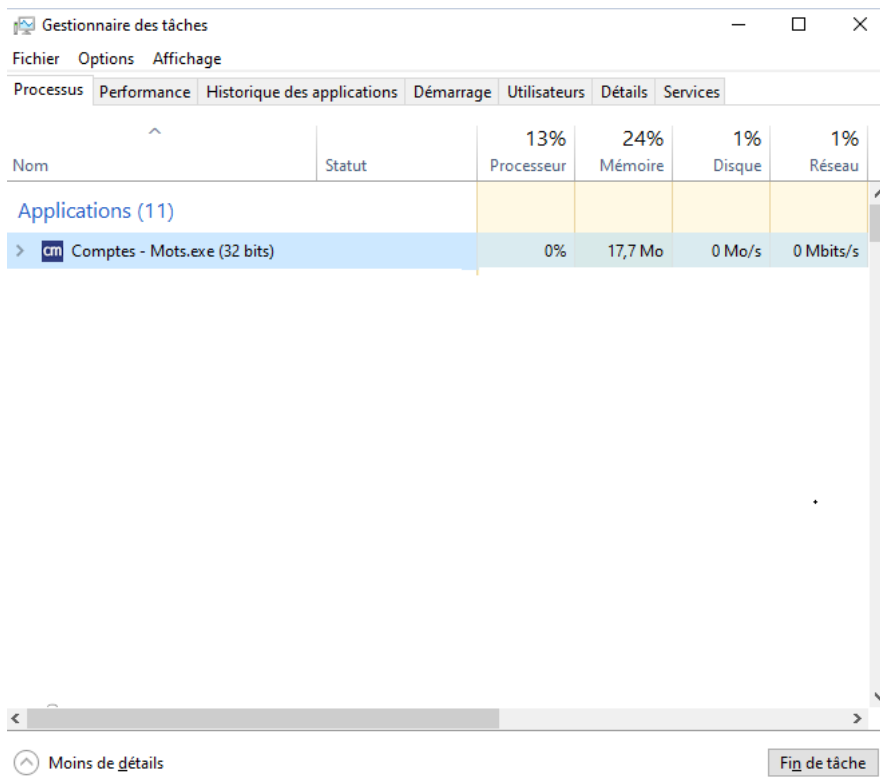 Gestionnaire des tâches
Fichier Options Affichage
Processus Performance Historique des applications Démarrage Utilisateurs Détails Services
13% 24% 1% 1%
Nom Statut Processeur Mémoire Disque Réseau
Applications (11)
cm Comptes - Mots.exe (32 bits) 0% 17,7 Mo 0 Mo/s 0 Mbits/s
Moins de détails Fin de tâche